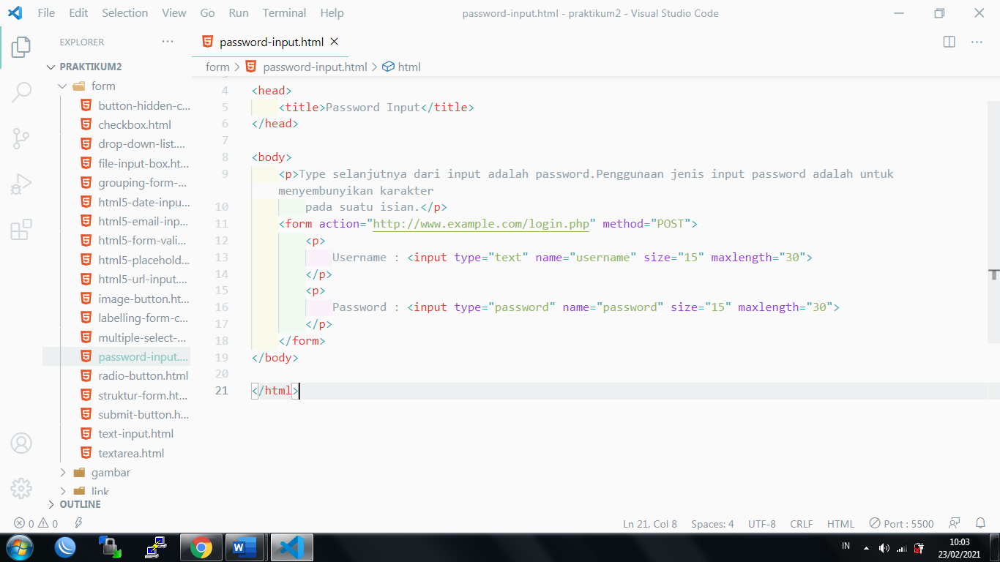 File Edit Selection View Go Run Terminal Help
password-input.html - praktikum2 - Visual Studio Code
EXPLORER ···
PRAKTIKUM2
form
button-hidden-c...
checkbox.html
drop-down-list....
file-input-box.ht...
grouping-form-...
html5-date-inpu...
html5-email-inp...
html5-form-vali...
html5-placehold...
html5-url-input....
image-button.ht...
labelling-form-c...
multiple-select-...
password-input....
radio-button.html
struktur-form.ht...
submit-button.h...
text-input.html
textarea.html
gambar
link
OUTLINE
password-input.html
form > password-input.html > html
4 <head>
5 <title>Password Input</title>
6 </head>
7
8 <body>
9 <p>Type selanjutnya dari input adalah password.Penggunaan jenis input password adalah untuk
menyembunyikan karakter
10 pada suatu isian.</p>
11 <form action="http://www.example.com/login.php" method="POST">
12 <p>
13 Username : <input type="text" name="username" size="15" maxlength="30">
14 </p>
15 <p>
16 Password : <input type="password" name="password" size="15" maxlength="30">
17 </p>
18 </form>
19 </body>
20
21 </html>
0 0
Ln 21, Col 8 Spaces: 4 UTF-8 CRLF HTML Port : 5500
IN
10:03
23/02/2021